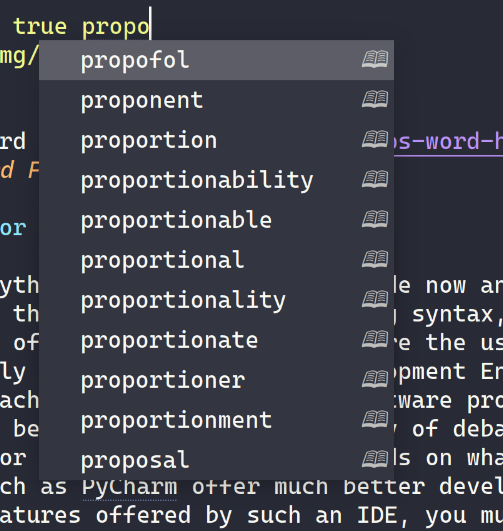 true propo
mg/
propofol
proponent
proportion
rd
os-word-h
proportionability
d F
proportionable
or
proportional
yth
le now an
proportionality
th
g syntax,
proportionate
of
re the us
ly
opment En
proportioner
ach
tware pro
proportionment
be
y of deba
proposal
or
ds on wha
ch as PyCharm offer much better devel
atures offered by such an IDE, you mu